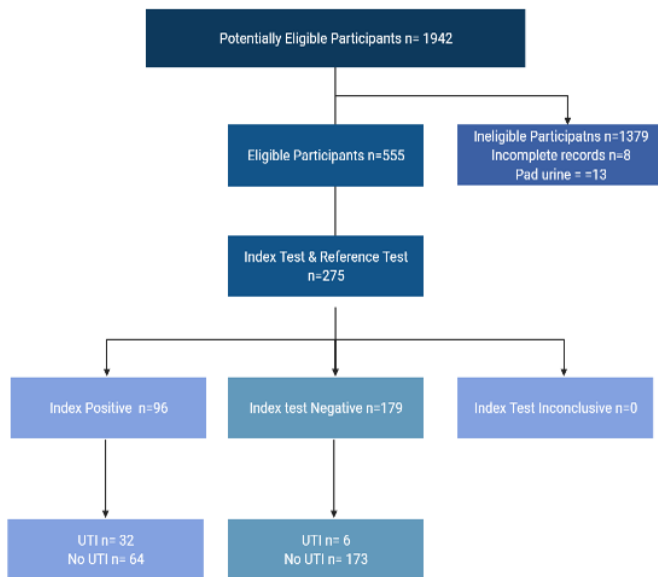 Potentially Eligible Participants n= 1942
Eligible Participants n=555
Ineligible Participatns n=1379
Incomplete records n=8
Pad urine = =13
Index Test & Reference Test
n=275
Index Positive  n=96
Index test Negative n=179
Index Test Inconclusive n=0
UTI n= 32
No UTI n= 64
UTI n= 6
No UTI n= 173